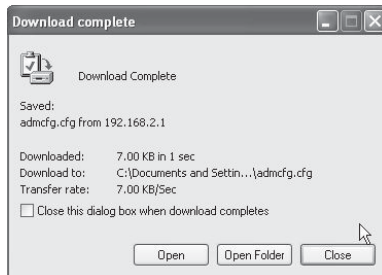 Download complete
Download Complete
Saved:
admcfg.cfg from 192.168.2.1
Downloaded: 7.00 KB in 1 sec
Download to: C:\Documents and Settin...\admcfg.cfg
Transfer rate: 7.00 KB/Sec
Close this dialog box when download completes
Open Open Folder Close